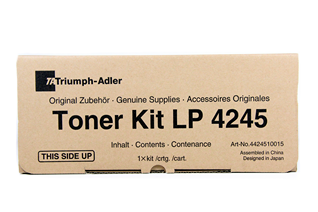 TA Triumph-Adler
Original Zubehör · Genuine Supplies · Accessoires Originales
Toner Kit LP 4245
Inhalt · Contents · Contenance
1×kit /crtg. /cart.
Art-No.4424510015
Assembled in China
Designed in Japan
THIS SIDE UP